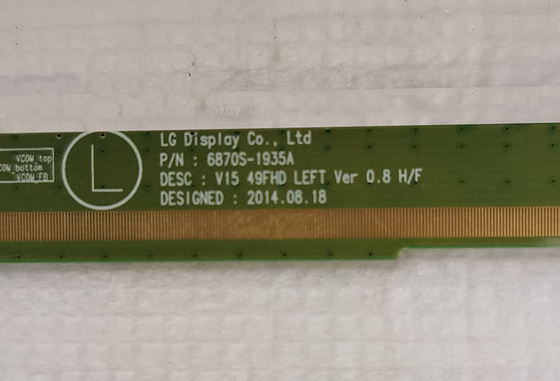 VCOM top
COM bottom
VCOM FB
L
LG Display Co., Ltd
P/N : 6870S-1935A
DESC : V15 49FHD LEFT Ver 0.8 H/F
DESIGNED : 2014.08.18